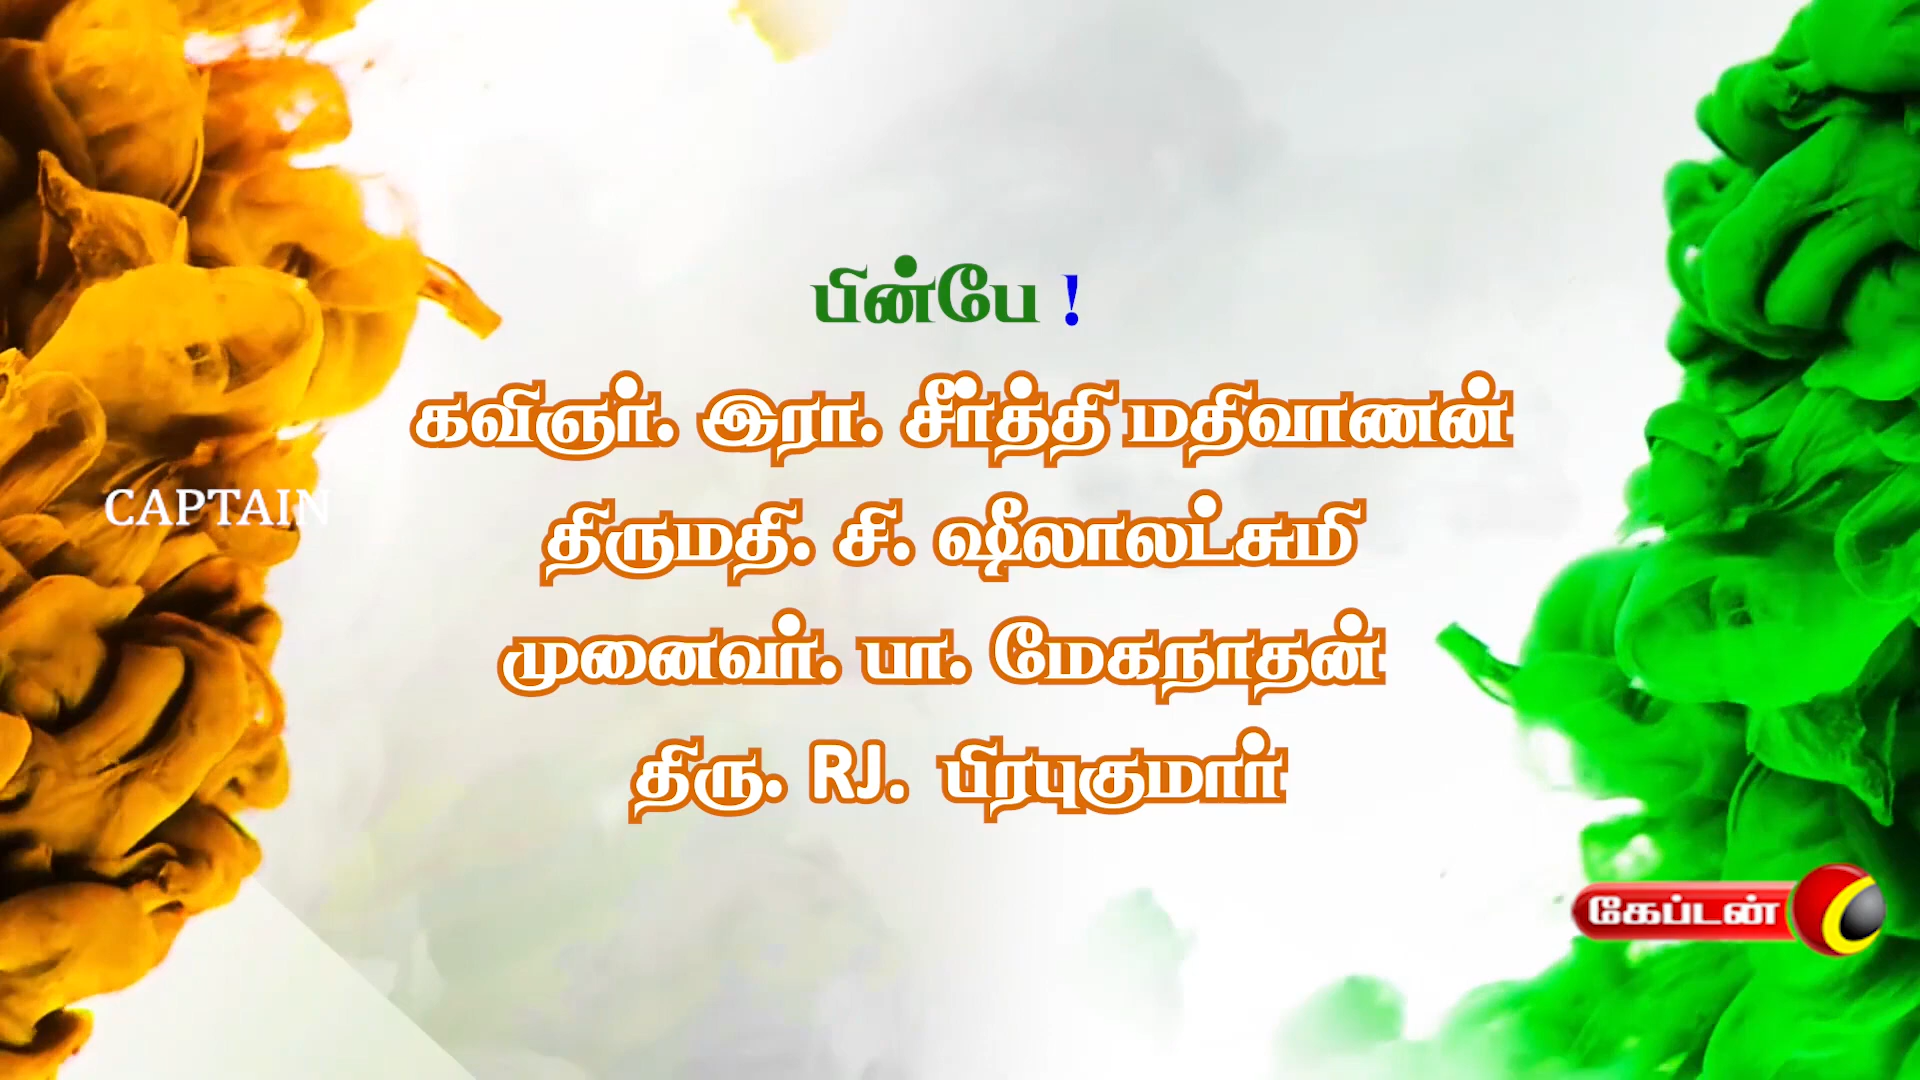 பின்பே !
கவிஞர். இரா. சீர்த்தி மதிவாணன்
CAPTAIN
திருமதி. சி. ஷீலாலட்சுமி
முனைவர். பா. மேகநாதன்
திரு. RJ. பிரபுகுமார்
கேப்டன்